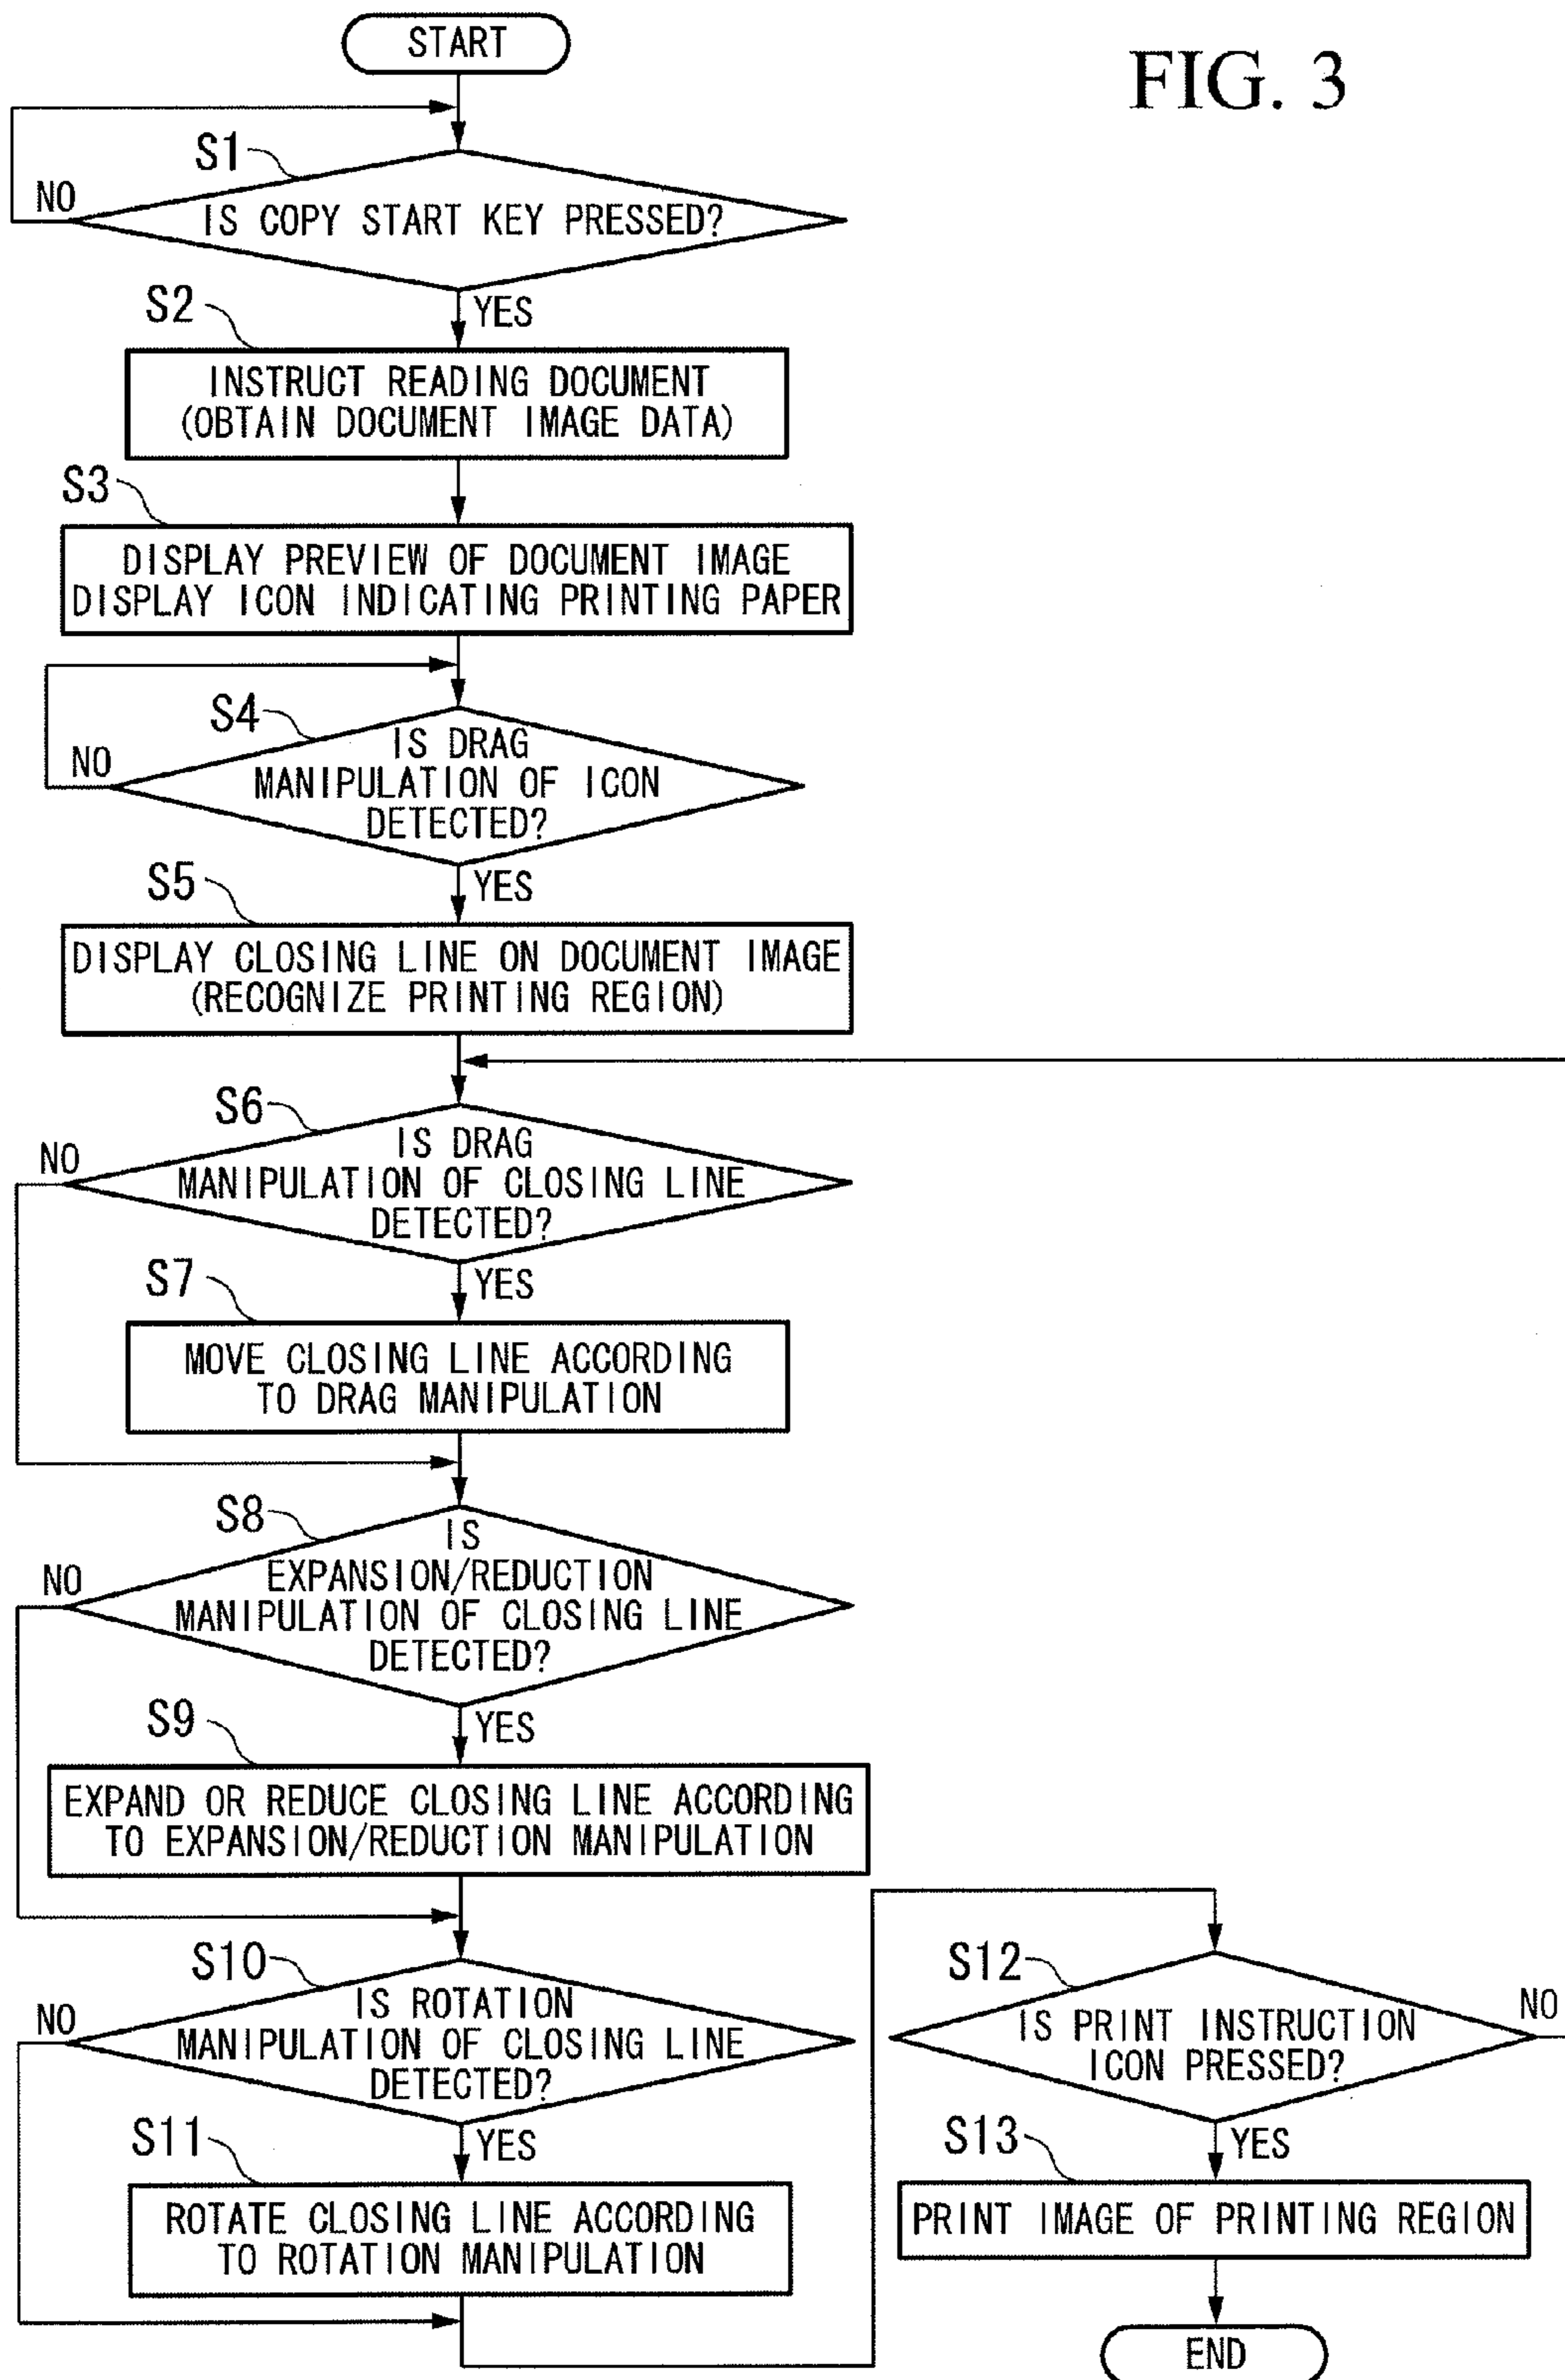 START
FIG. 3
S1
NO
IS COPY START KEY PRESSED?
YES
S2
INSTRUCT READING DOCUMENT
(OBTAIN DOCUMENT IMAGE DATA)
S3
DISPLAY PREVIEW OF DOCUMENT IMAGE
DISPLAY ICON INDICATING PRINTING PAPER
S4
NO
IS DRAG
MANIPULATION OF ICON
DETECTED?
YES
S5
DISPLAY CLOSING LINE ON DOCUMENT IMAGE
(RECOGNIZE PRINTING REGION)
S6
NO
IS DRAG
MANIPULATION OF CLOSING LINE
DETECTED?
YES
S7
MOVE CLOSING LINE ACCORDING
TO DRAG MANIPULATION
S8
NO
IS
EXPANSION/REDUCTION
MANIPULATION OF CLOSING LINE
DETECTED?
YES
S9
EXPAND OR REDUCE CLOSING LINE ACCORDING
TO EXPANSION/REDUCTION MANIPULATION
S10
NO
IS ROTATION
MANIPULATION OF CLOSING LINE
DETECTED?
YES
S11
ROTATE CLOSING LINE ACCORDING
TO ROTATION MANIPULATION
S12
NO
IS PRINT INSTRUCTION
ICON PRESSED?
YES
S13
PRINT IMAGE OF PRINTING REGION
END